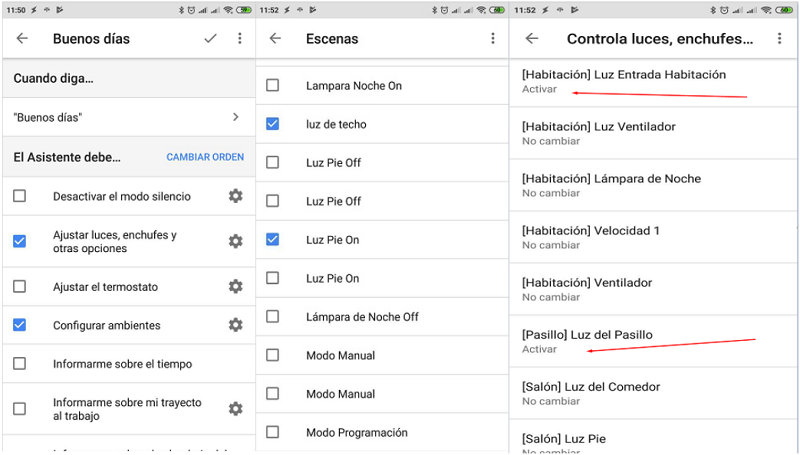 11:50
59
Buenos días
Cuando diga...
"Buenos días"
El Asistente debe...
CAMBIAR ORDEN
Desactivar el modo silencio
Ajustar luces, enchufes y
otras opciones
Ajustar el termostato
Configurar ambientes
Informarme sobre el tiempo
Informarme sobre mi trayecto
al trabajo
11:52
60
Escenas
Lampara Noche On
luz de techo
Luz Pie Off
Luz Pie Off
Luz Pie On
Luz Pie On
Lámpara de Noche Off
Modo Manual
Modo Manual
Modo Programación
11:52
60
Controla luces, enchufes...
[Habitación] Luz Entrada Habitación
Activar
[Habitación] Luz Ventilador
No cambiar
[Habitación] Lámpara de Noche
No cambiar
[Habitación] Velocidad 1
No cambiar
[Habitación] Ventilador
No cambiar
[Pasillo] Luz del Pasillo
Activar
[Salón] Luz del Comedor
No cambiar
[Salón] Luz Pie
No cambiar